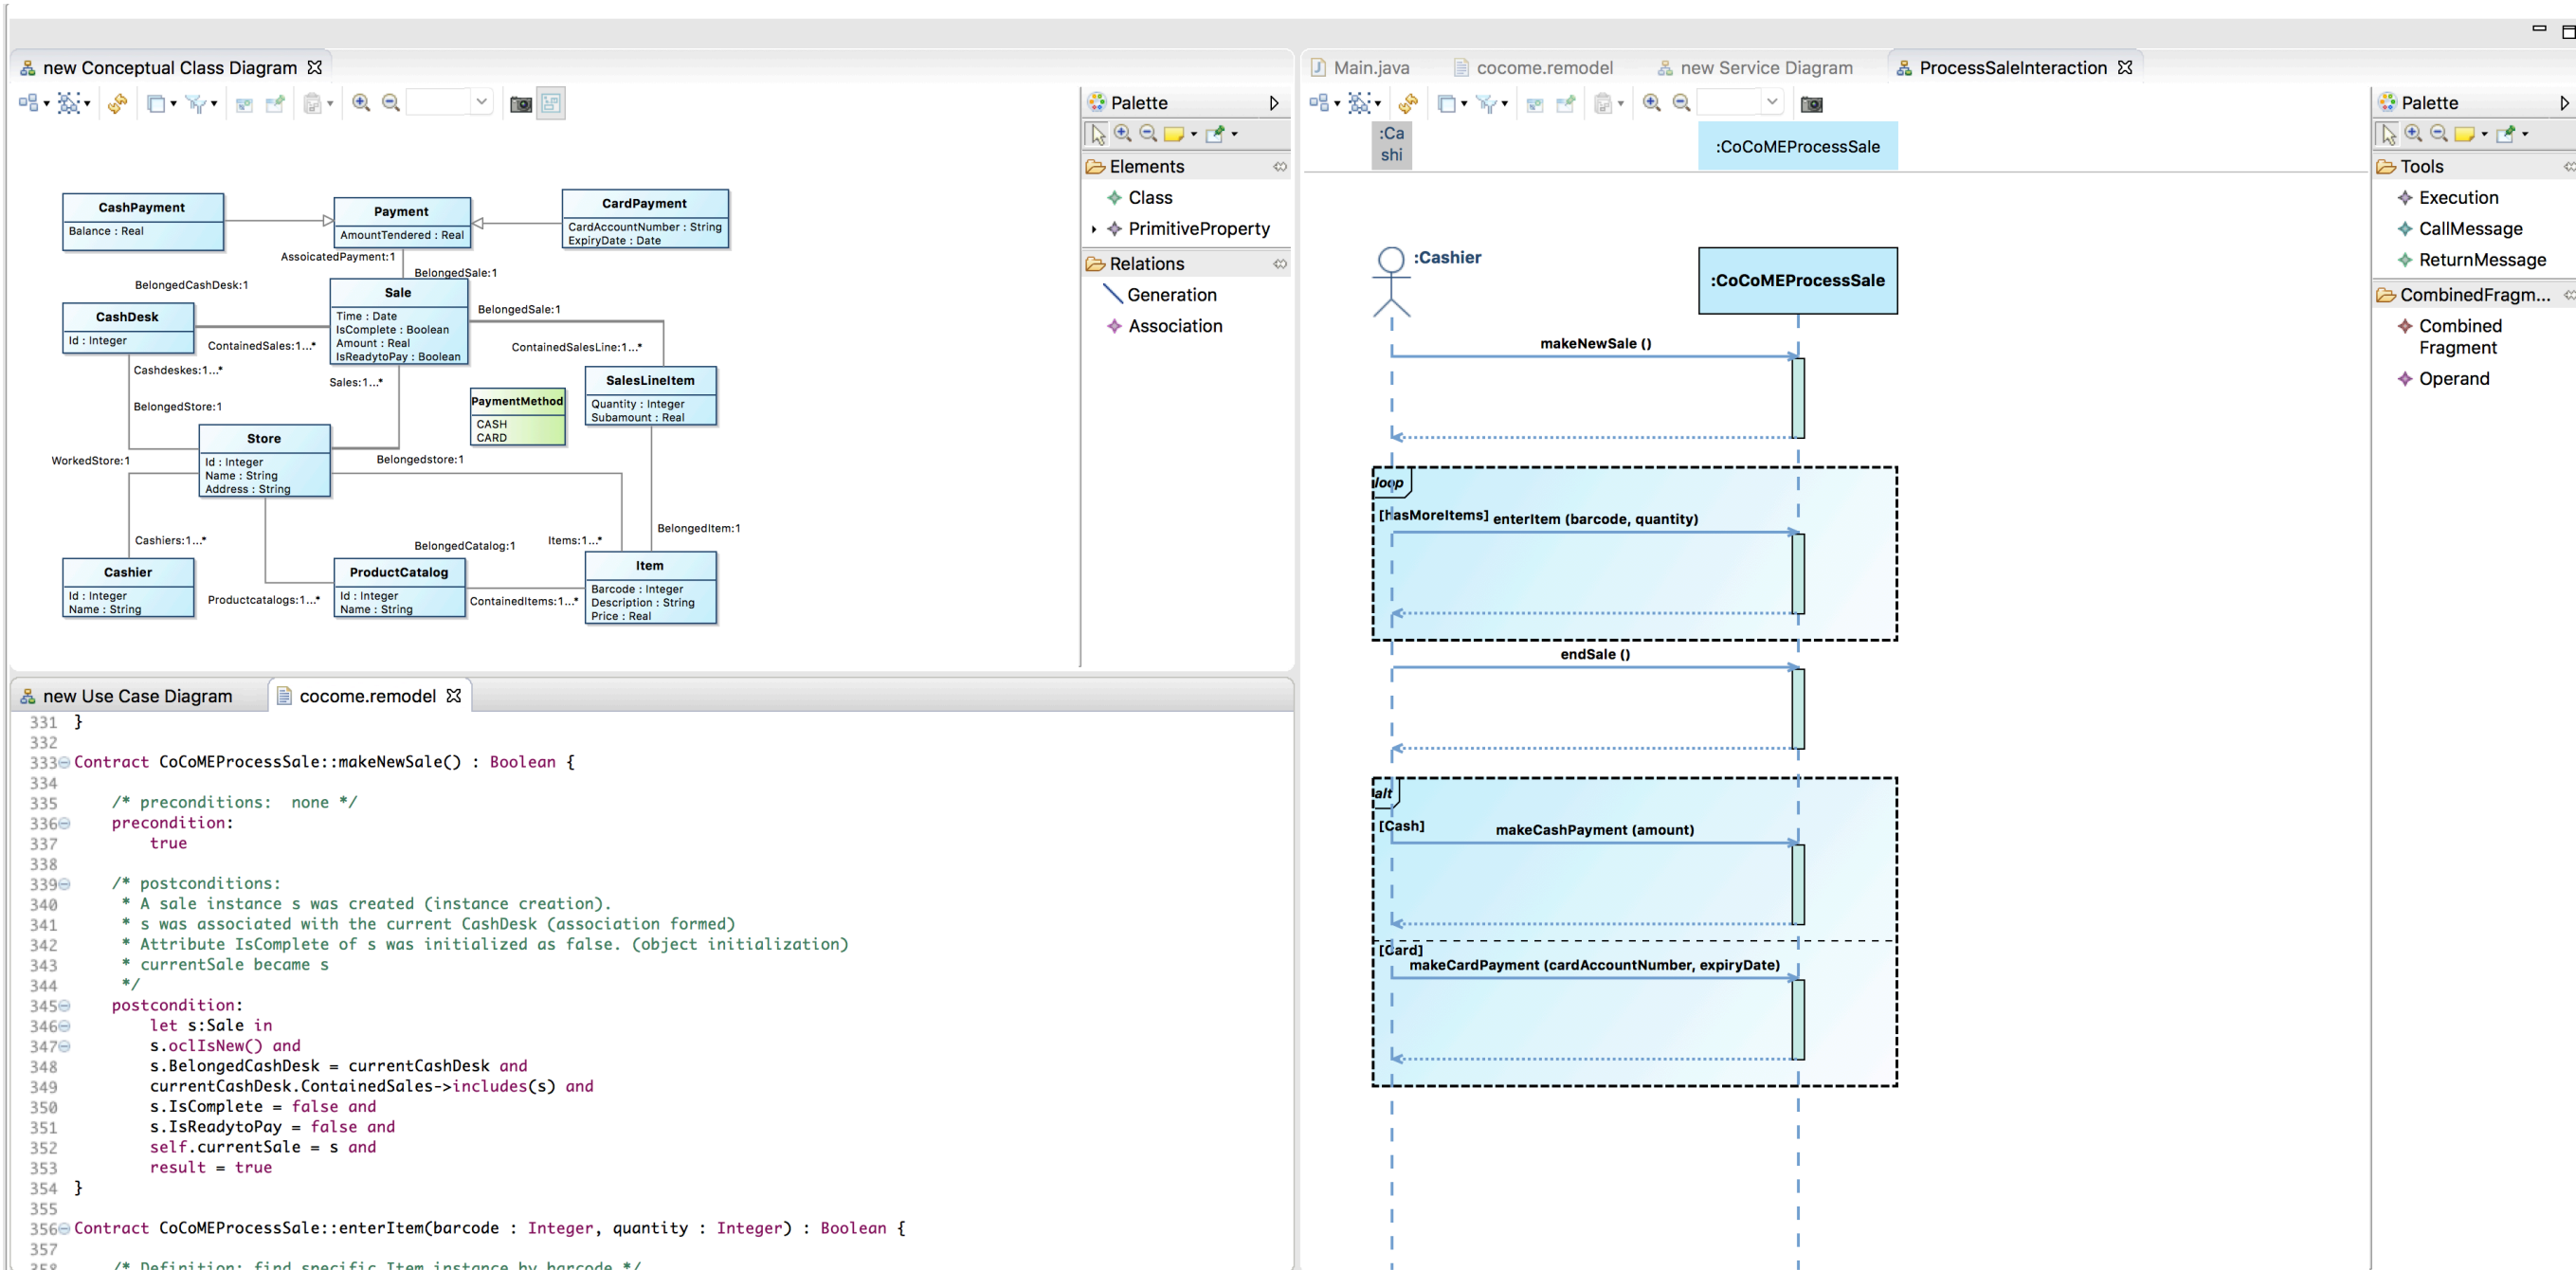 new Conceptual Class Diagram
Palette
Elements
Class
PrimitiveProperty
Relations
Generation
Association
CashPayment
Balance : Real
Payment
AmountTendered : Real
CardPayment
CardAccountNumber : String
ExpiryDate : Date
AssoicatedPayment:1
BelongedSale:1
BelongedCashDesk:1
Sale
Time : Date
IsComplete : Boolean
Amount : Real
IsReadytoPay : Boolean
BelongedSale:1
CashDesk
Id : Integer
ContainedSales:1...*
ContainedSalesLine:1...*
Cashdeskes:1...*
Sales:1...*
SalesLineItem
Quantity : Integer
Subamount : Real
PaymentMethod
CASH
CARD
BelongedStore:1
Store
Id : Integer
Name : String
Address : String
WorkedStore:1
Belongedstore:1
BelongedItem:1
Cashiers:1...*
BelongedCatalog:1
Items:1...*
Cashier
Id : Integer
Name : String
Productcatalogs:1...*
ProductCatalog
Id : Integer
Name : String
ContainedItems:1...*
Item
Barcode : Integer
Description : String
Price : Real
new Use Case Diagram
cocome.remodel
331 }
332
333 Contract CoCoMEProcessSale::makeNewSale() : Boolean {
334
335 /* preconditions: none */
336 precondition:
337 true
338
339 /* postconditions:
340 * A sale instance s was created (instance creation).
341 * s was associated with the current CashDesk (association formed)
342 * Attribute IsComplete of s was initialized as false. (object initialization)
343 * currentSale became s
344 */
345 postcondition:
346 let s:Sale in
347 s.oclIsNew() and
348 s.BelongedCashDesk = currentCashDesk and
349 currentCashDesk.ContainedSales->includes(s) and
350 s.IsComplete = false and
351 s.IsReadytoPay = false and
352 self.currentSale = s and
353 result = true
354 }
355
356 Contract CoCoMEProcessSale::enterItem(barcode : Integer, quantity : Integer) : Boolean {
357
358 /* Definition: find specific Item instance by barcode */
Main.java
cocome.remodel
new Service Diagram
ProcessSaleInteraction
:Ca
shi
:CoCoMEProcessSale
:Cashier
:CoCoMEProcessSale
makeNewSale ()
loop
[hasMoreItems] enterItem (barcode, quantity)
endSale ()
alt
[Cash]
makeCashPayment (amount)
[Card]
makeCardPayment (cardAccountNumber, expiryDate)
Palette
Tools
Execution
CallMessage
ReturnMessage
CombinedFragm...
Combined
Fragment
Operand